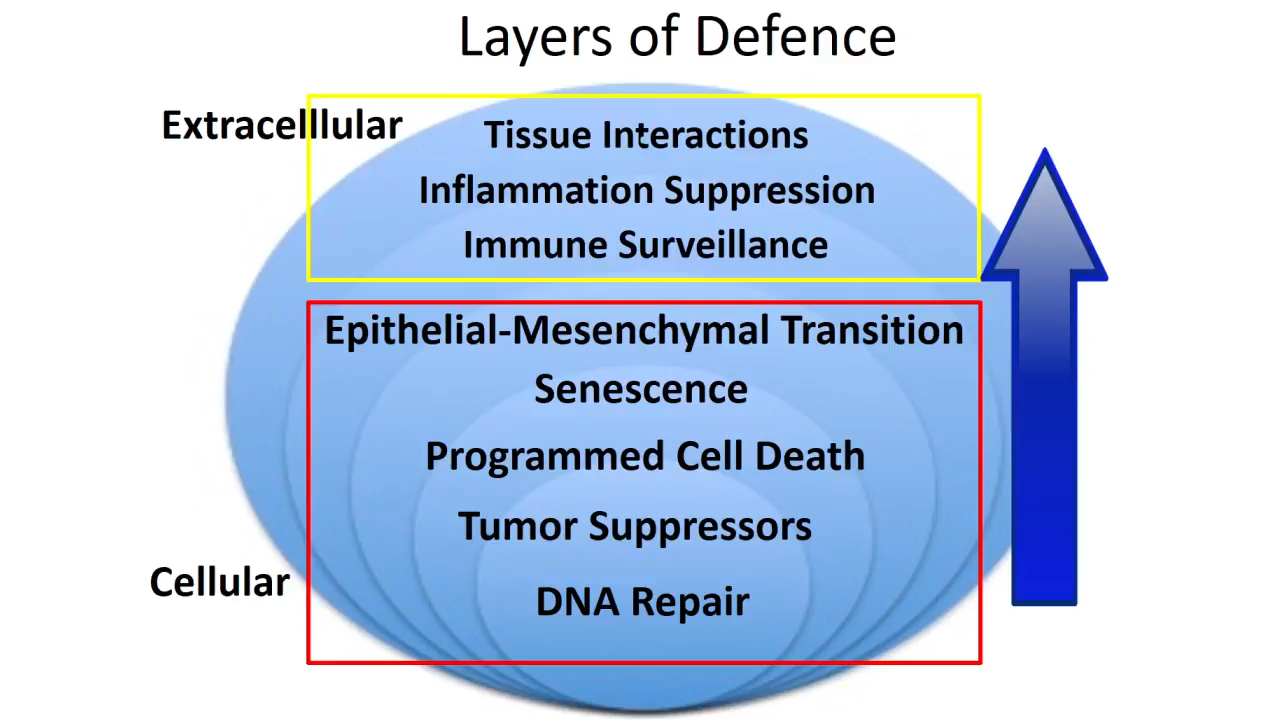 Layers of Defence
Extracelllular
Tissue Interactions
Inflammation Suppression
Immune Surveillance
Epithelial-Mesenchymal Transition
Senescence
Programmed Cell Death
Tumor Suppressors
Cellular
DNA Repair